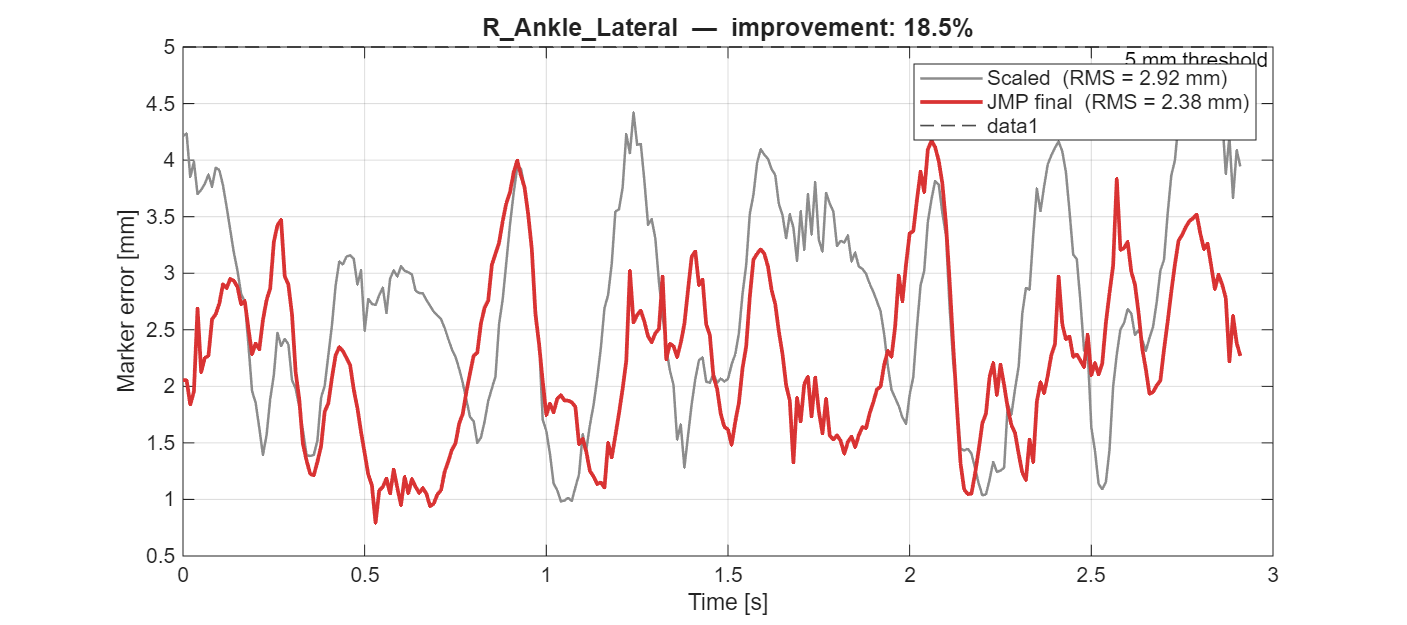 R_Ankle_Lateral — improvement: 18.5%
5 mm threshold
Scaled (RMS = 2.92 mm)
JMP final (RMS = 2.38 mm)
data1
5
4.5
4
3.5
3
2.5
2
1.5
1
0.5
Marker error [mm]
0 0.5 1 1.5 2 2.5 3
Time [s]